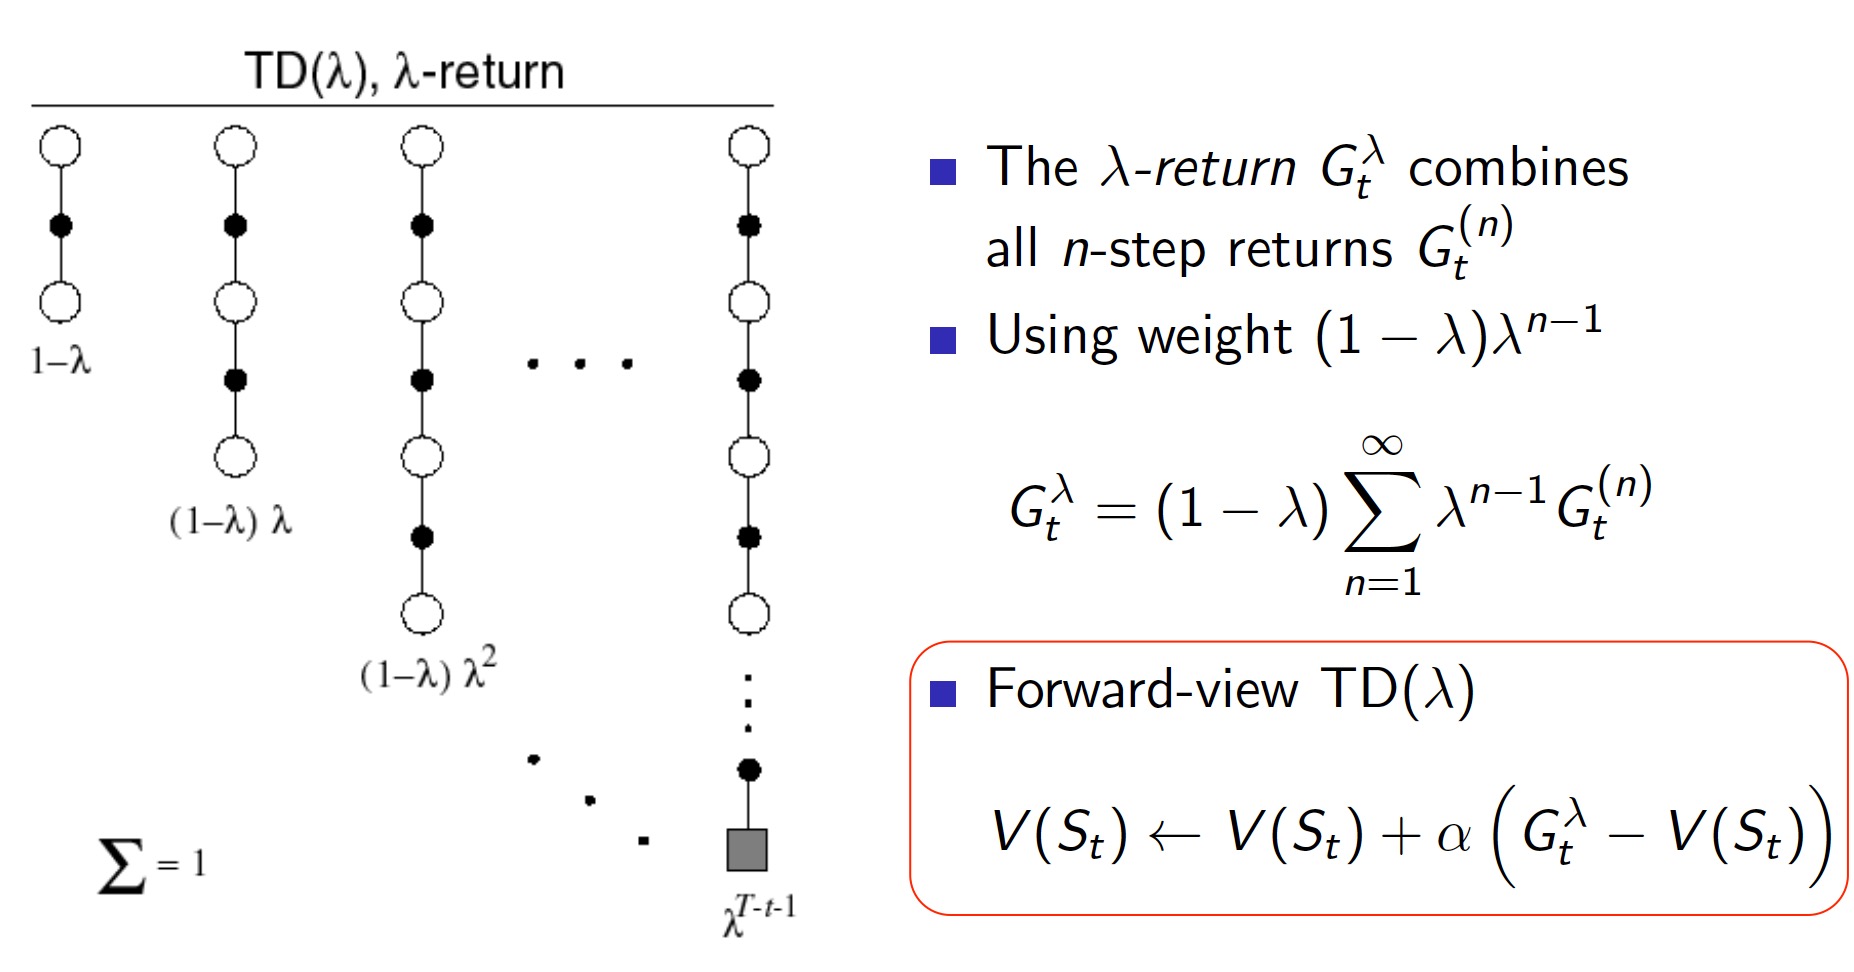 TD(λ), λ-return
1–λ
(1–λ) λ
(1–λ) λ²
∑ = 1
λ^{T-t-1}
The λ-return G_t^λ combines
all n-step returns G_t^{(n)}
Using weight (1 − λ)λ^{n−1}
G_t^λ = (1 − λ) ∑_{n=1}^{∞} λ^{n−1} G_t^{(n)}
Forward-view TD(λ)
V(S_t) ← V(S_t) + α (G_t^λ − V(S_t))